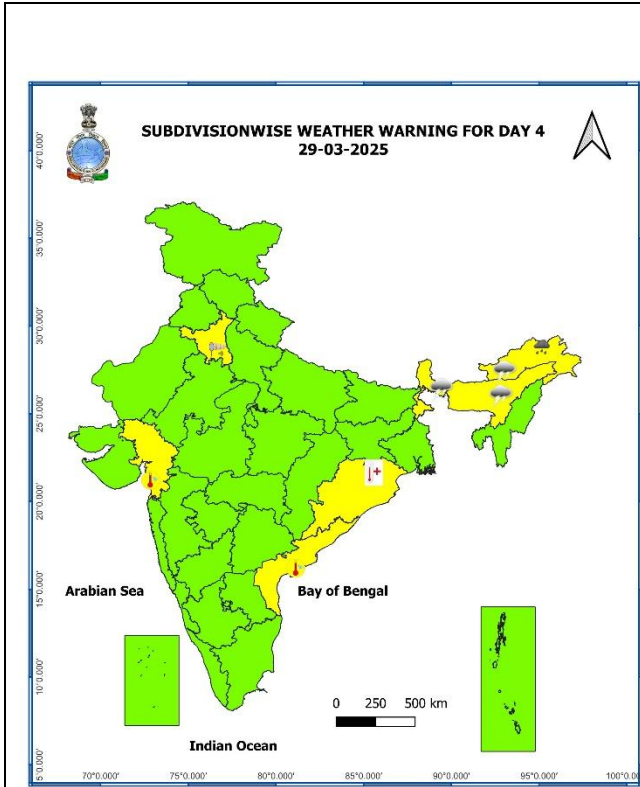 SUBDIVISIONWISE WEATHER WARNING FOR DAY 4
29-03-2025
40°0.000'
35°0.000'
30°0.000'
25°0.000'
20°0.000'
15°0.000'
10°0.000'
5°0.000'
Arabian Sea
Bay of Bengal
0 250 500 km
Indian Ocean
70°0.000' 75°0.000' 80°0.000' 85°0.000' 90°0.000' 95°0.000' 100°0.000'